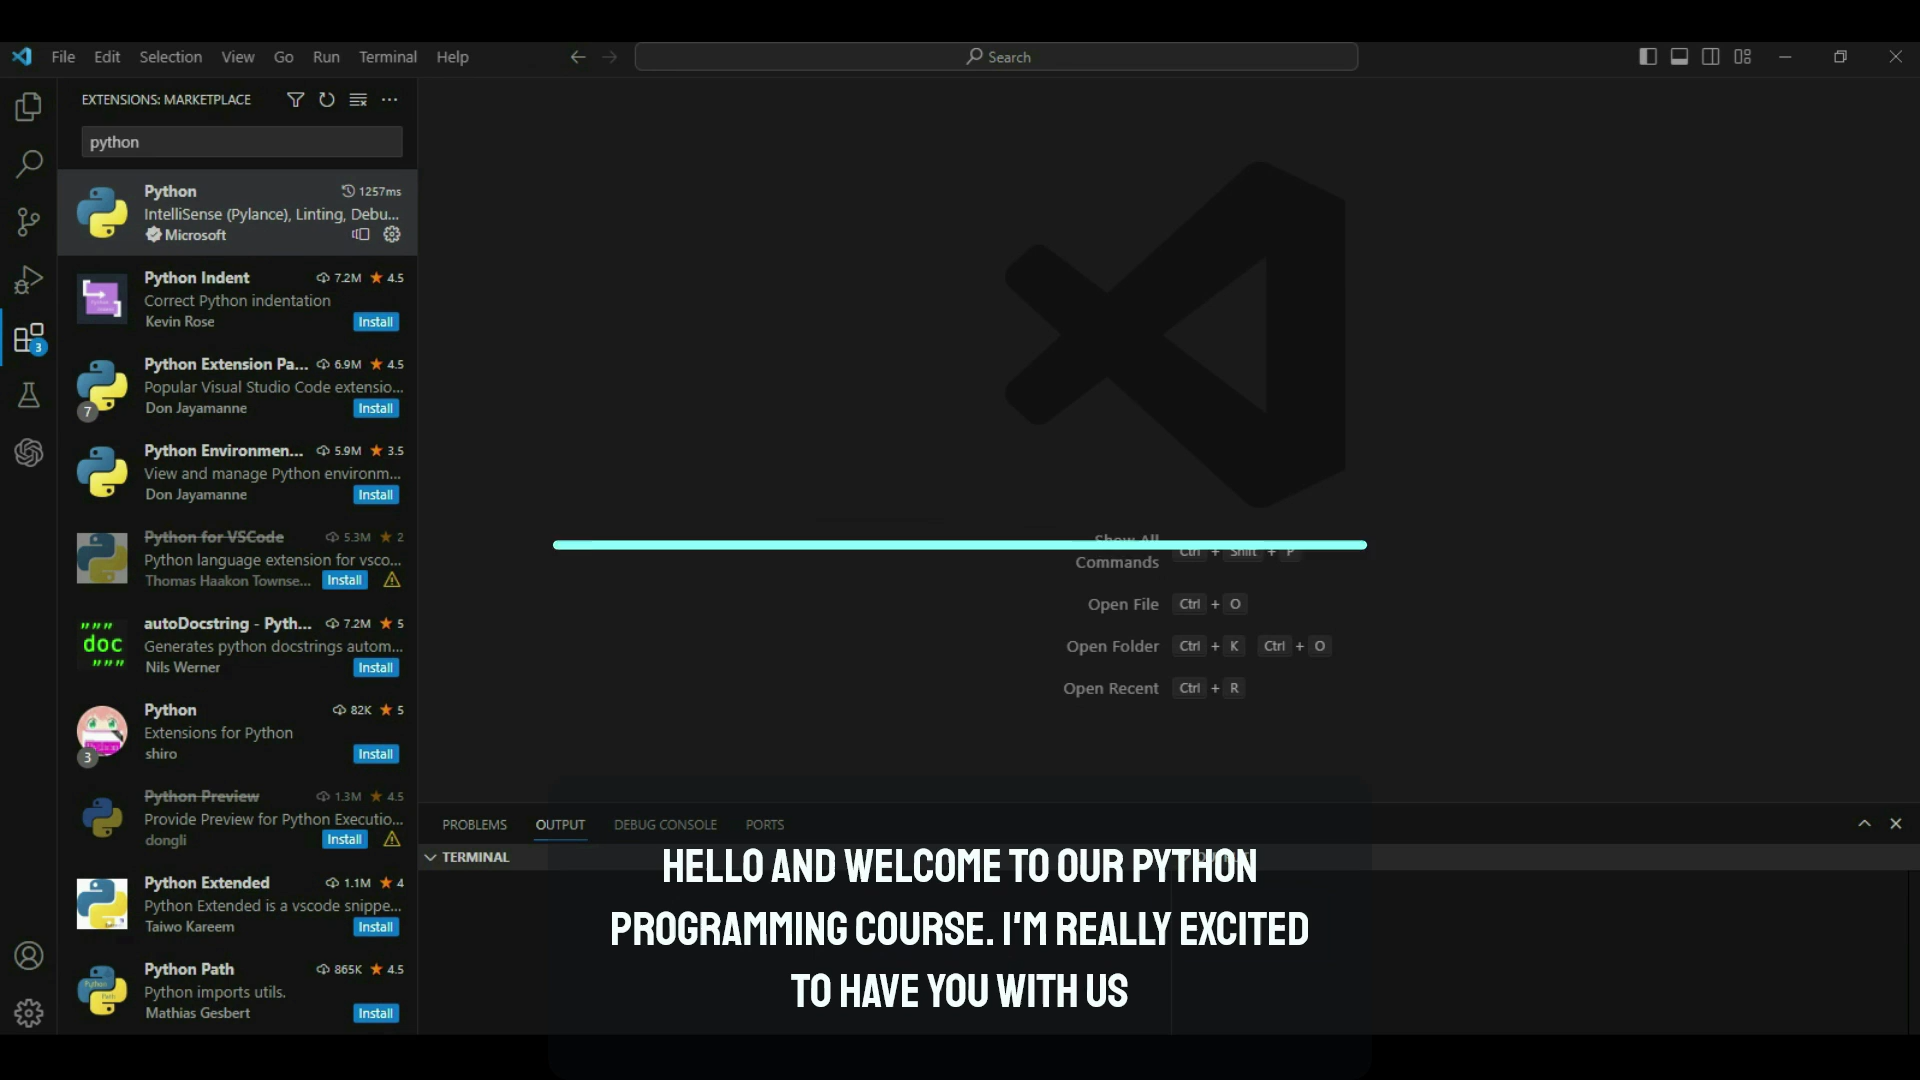 File Edit Selection View Go Run Terminal Help
Search
EXTENSIONS: MARKETPLACE
python
Python 1257ms
IntelliSense (Pylance), Linting, Debu...
Microsoft
Python Indent 7.2M 4.5
Correct Python indentation
Kevin Rose Install
Python Extension Pa... 6.9M 4.5
Popular Visual Studio Code extensio...
7
Don Jayamanne Install
Python Environmen... 5.9M 3.5
View and manage Python environm...
Don Jayamanne Install
Python for VSCode 5.3M 2
Python language extension for vsco...
Thomas Haakon Townse... Install
autoDocstring - Pyth... 7.2M 5
Generates python docstrings autom...
Nils Werner Install
""" doc """
Python 82K 5
Extensions for Python
shiro Install
3
Python Preview 1.3M 4.5
Provide Preview for Python Executio...
dongli Install
Python Extended 1.1M 4
Python Extended is a vscode snippe...
Taiwo Kareem Install
Python Path 865K 4.5
Python imports utils.
Mathias Gesbert Install
3
Show All
Commands Ctrl + Shift + P
Open File Ctrl + O
Open Folder Ctrl + K Ctrl + O
Open Recent Ctrl + R
PROBLEMS OUTPUT DEBUG CONSOLE PORTS
TERMINAL
HELLO AND WELCOME TO OUR PYTHON
PROGRAMMING COURSE. I'M REALLY EXCITED
TO HAVE YOU WITH US